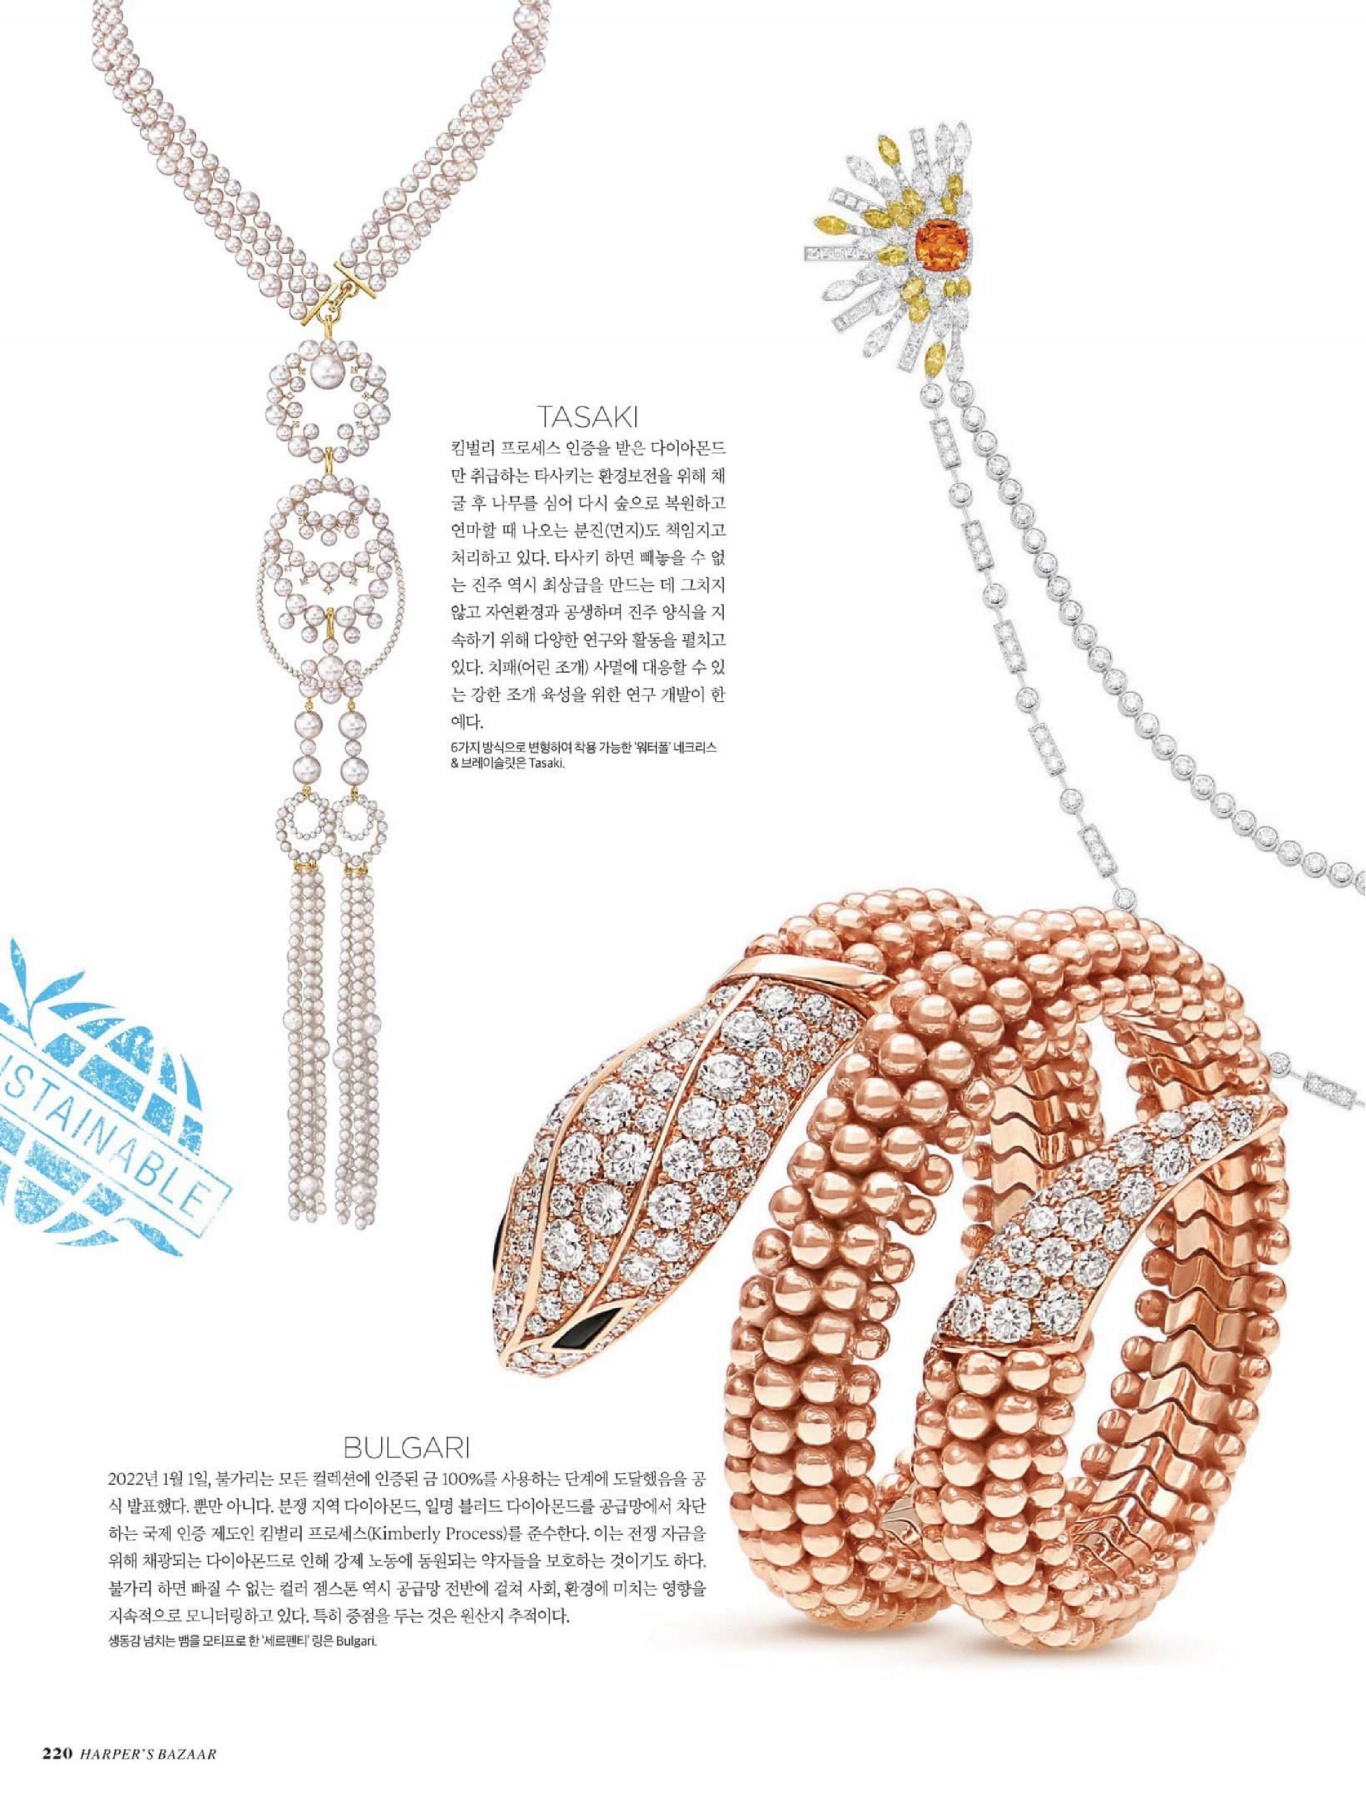 TASAKI
킴벌리 프로세스 인증을 받은 다이아몬드
만 취급하는 타사키는 환경보전을 위해 채
굴 후 나무를 심어 다시 숲으로 복원하고
연마할 때 나오는 분진(먼지)도 책임지고
처리하고 있다. 타사키 하면 빼놓을 수 없
는 진주 역시 최상급을 만드는 데 그치지
않고 자연환경과 공생하며 진주 양식을 지
속하기 위해 다양한 연구와 활동을 펼치고
있다. 치패(어린 조개) 사멸에 대응할 수 있
는 강한 조개 육성을 위한 연구 개발이 한
예다.
6가지 방식으로 변형하여 착용 가능한 '워터폴' 네크리스
& 브레이슬릿은 Tasaki.
STAINABLE
BULGARI
2022년 1월 1일, 불가리는 모든 컬렉션에 인증된 금 100%를 사용하는 단계에 도달했음을 공
식 발표했다. 뿐만 아니다. 분쟁 지역 다이아몬드, 일명 블러드 다이아몬드를 공급망에서 차단
하는 국제 인증 제도인 킴벌리 프로세스(Kimberly Process)를 준수한다. 이는 전쟁 자금을
위해 채광되는 다이아몬드로 인해 강제 노동에 동원되는 약자들을 보호하는 것이기도 하다.
불가리 하면 빠질 수 없는 컬러 젬스톤 역시 공급망 전반에 걸쳐 사회, 환경에 미치는 영향을
지속적으로 모니터링하고 있다. 특히 중점을 두는 것은 원산지 추적이다.
생동감 넘치는 뱀을 모티프로 한 '세르펜티' 링은 Bulgari.
220 HARPER'S BAZAAR